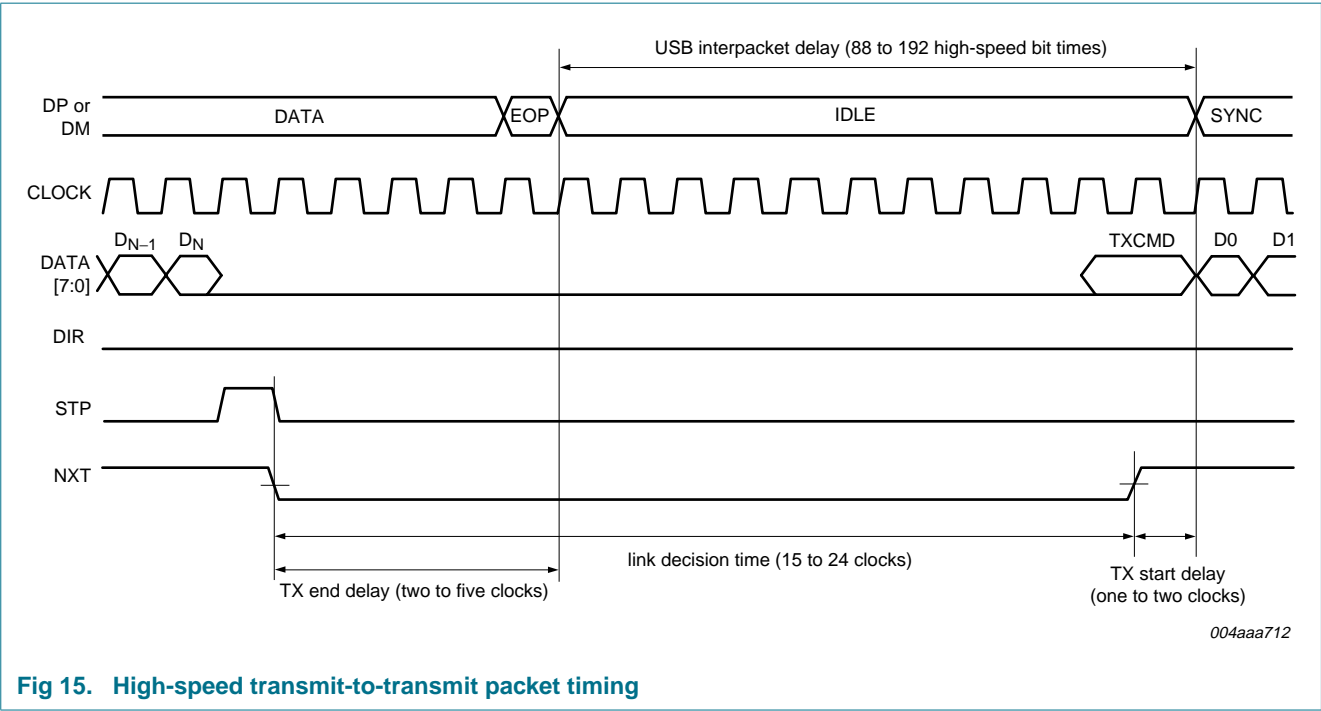 USB interpacket delay (88 to 192 high-speed bit times)
DP or
DM
DATA
EOP
IDLE
SYNC
CLOCK
DN−1
DN
TXCMD
D0
D1
DATA
[7:0]
DIR
STP
NXT
link decision time (15 to 24 clocks)
TX end delay (two to five clocks)
TX start delay
(one to two clocks)
004aaa712
Fig 15. High-speed transmit-to-transmit packet timing